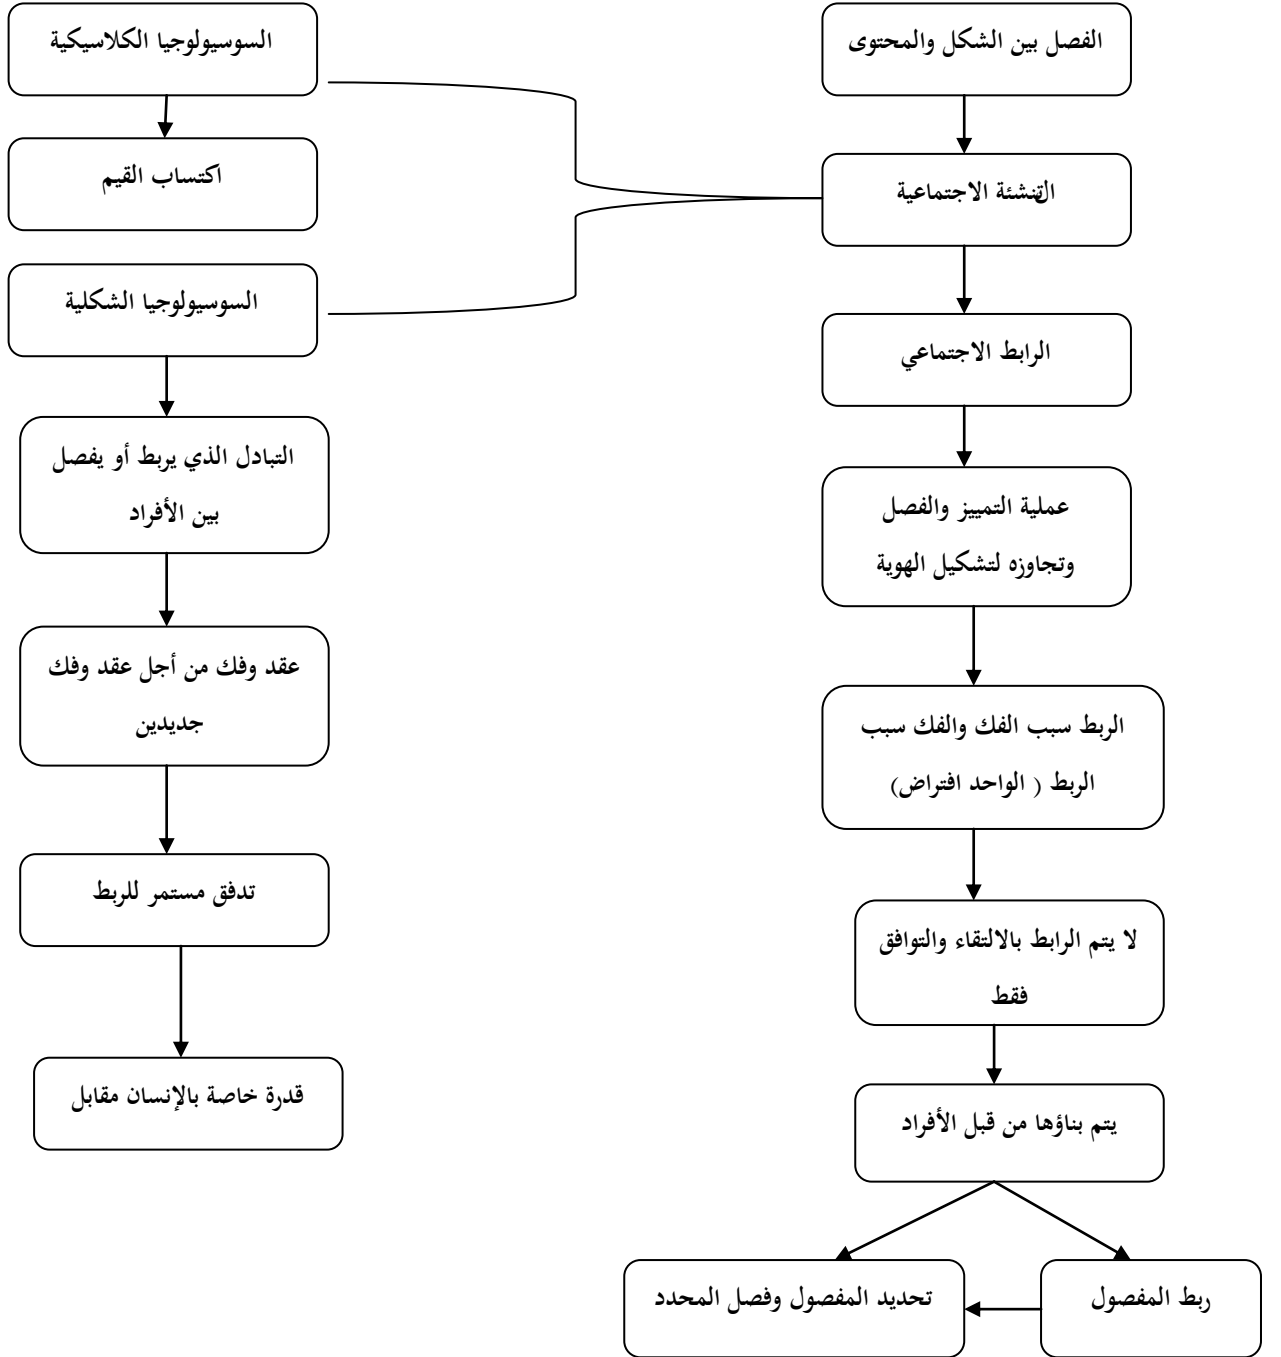 الفصل بين الشكل والمحتوى
التنشئة الاجتماعية
الرابط الاجتماعي
عملية التمييز والفصل
وتجاوزه لتشكيل الهوية
الربط سبب الفك والفك سبب
الربط ( الواحد افتراض)
لا يتم الرابط بالالتقاء والتوافق
فقط
يتم بناؤها من قبل الأفراد
ربط المفصول
تحديد المفصول وفصل المحدد
السوسيولوجيا الكلاسيكية
اكتساب القيم
السوسيولوجيا الشكلية
التبادل الذي يربط أو يفصل
بين الأفراد
عقد وفك من أجل عقد وفك
جديدين
تدفق مستمر للربط
قدرة خاصة بالإنسان مقابل